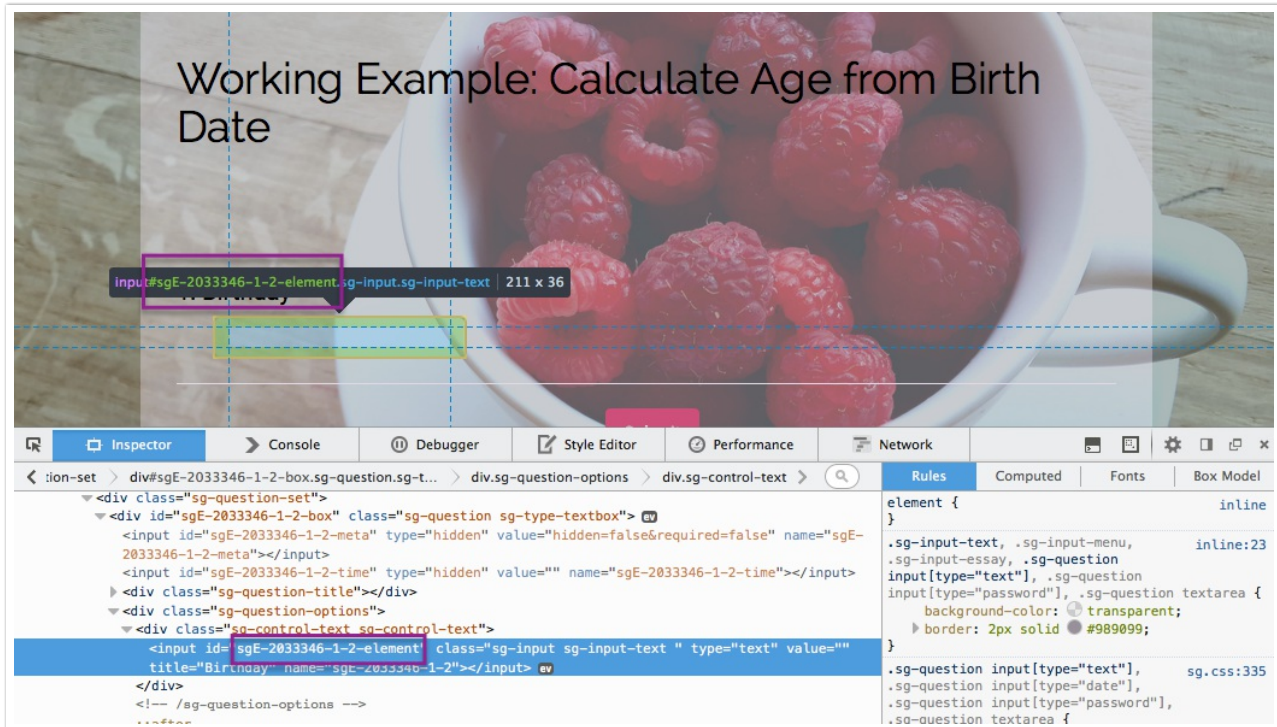 Working Example: Calculate Age from Birth
Date
input#sgE-2033346-1-2-element.sg-input.sg-input-text | 211 x 36
Birthday
Inspector Console Debugger Style Editor Performance Network
tion-set > div#sgE-2033346-1-2-box.sg-question.sg-t... > div.sg-question-options > div.sg-control-text >
Rules Computed Fonts Box Model
<div class="sg-question-set">
<div id="sgE-2033346-1-2-box" class="sg-question sg-type-textbox"> ev
<input id="sgE-2033346-1-2-meta" type="hidden" value="hidden=false&required=false" name="sgE-
2033346-1-2-meta"></input>
<input id="sgE-2033346-1-2-time" type="hidden" value="" name="sgE-2033346-1-2-time"></input>
<div class="sg-question-title"></div>
<div class="sg-question-options">
<div class="sg-control-text sg-control-text">
<input id="sgE-2033346-1-2-element" class="sg-input sg-input-text " type="text" value=""
title="Birthday" name="sgE-2033346-1-2"></input> ev
</div>
<!-- /sg-question-options -->
::after
element {
inline
}
.sg-input-text, .sg-input-menu,
inline:23
.sg-input-essay, .sg-question
input[type="text"], .sg-question
input[type="password"], .sg-question textarea {
background-color: transparent;
border: 2px solid #989099;
}
.sg-question input[type="text"],
sg.css:335
.sg-question input[type="date"],
.sg-question input[type="password"],
.sg-question textarea {